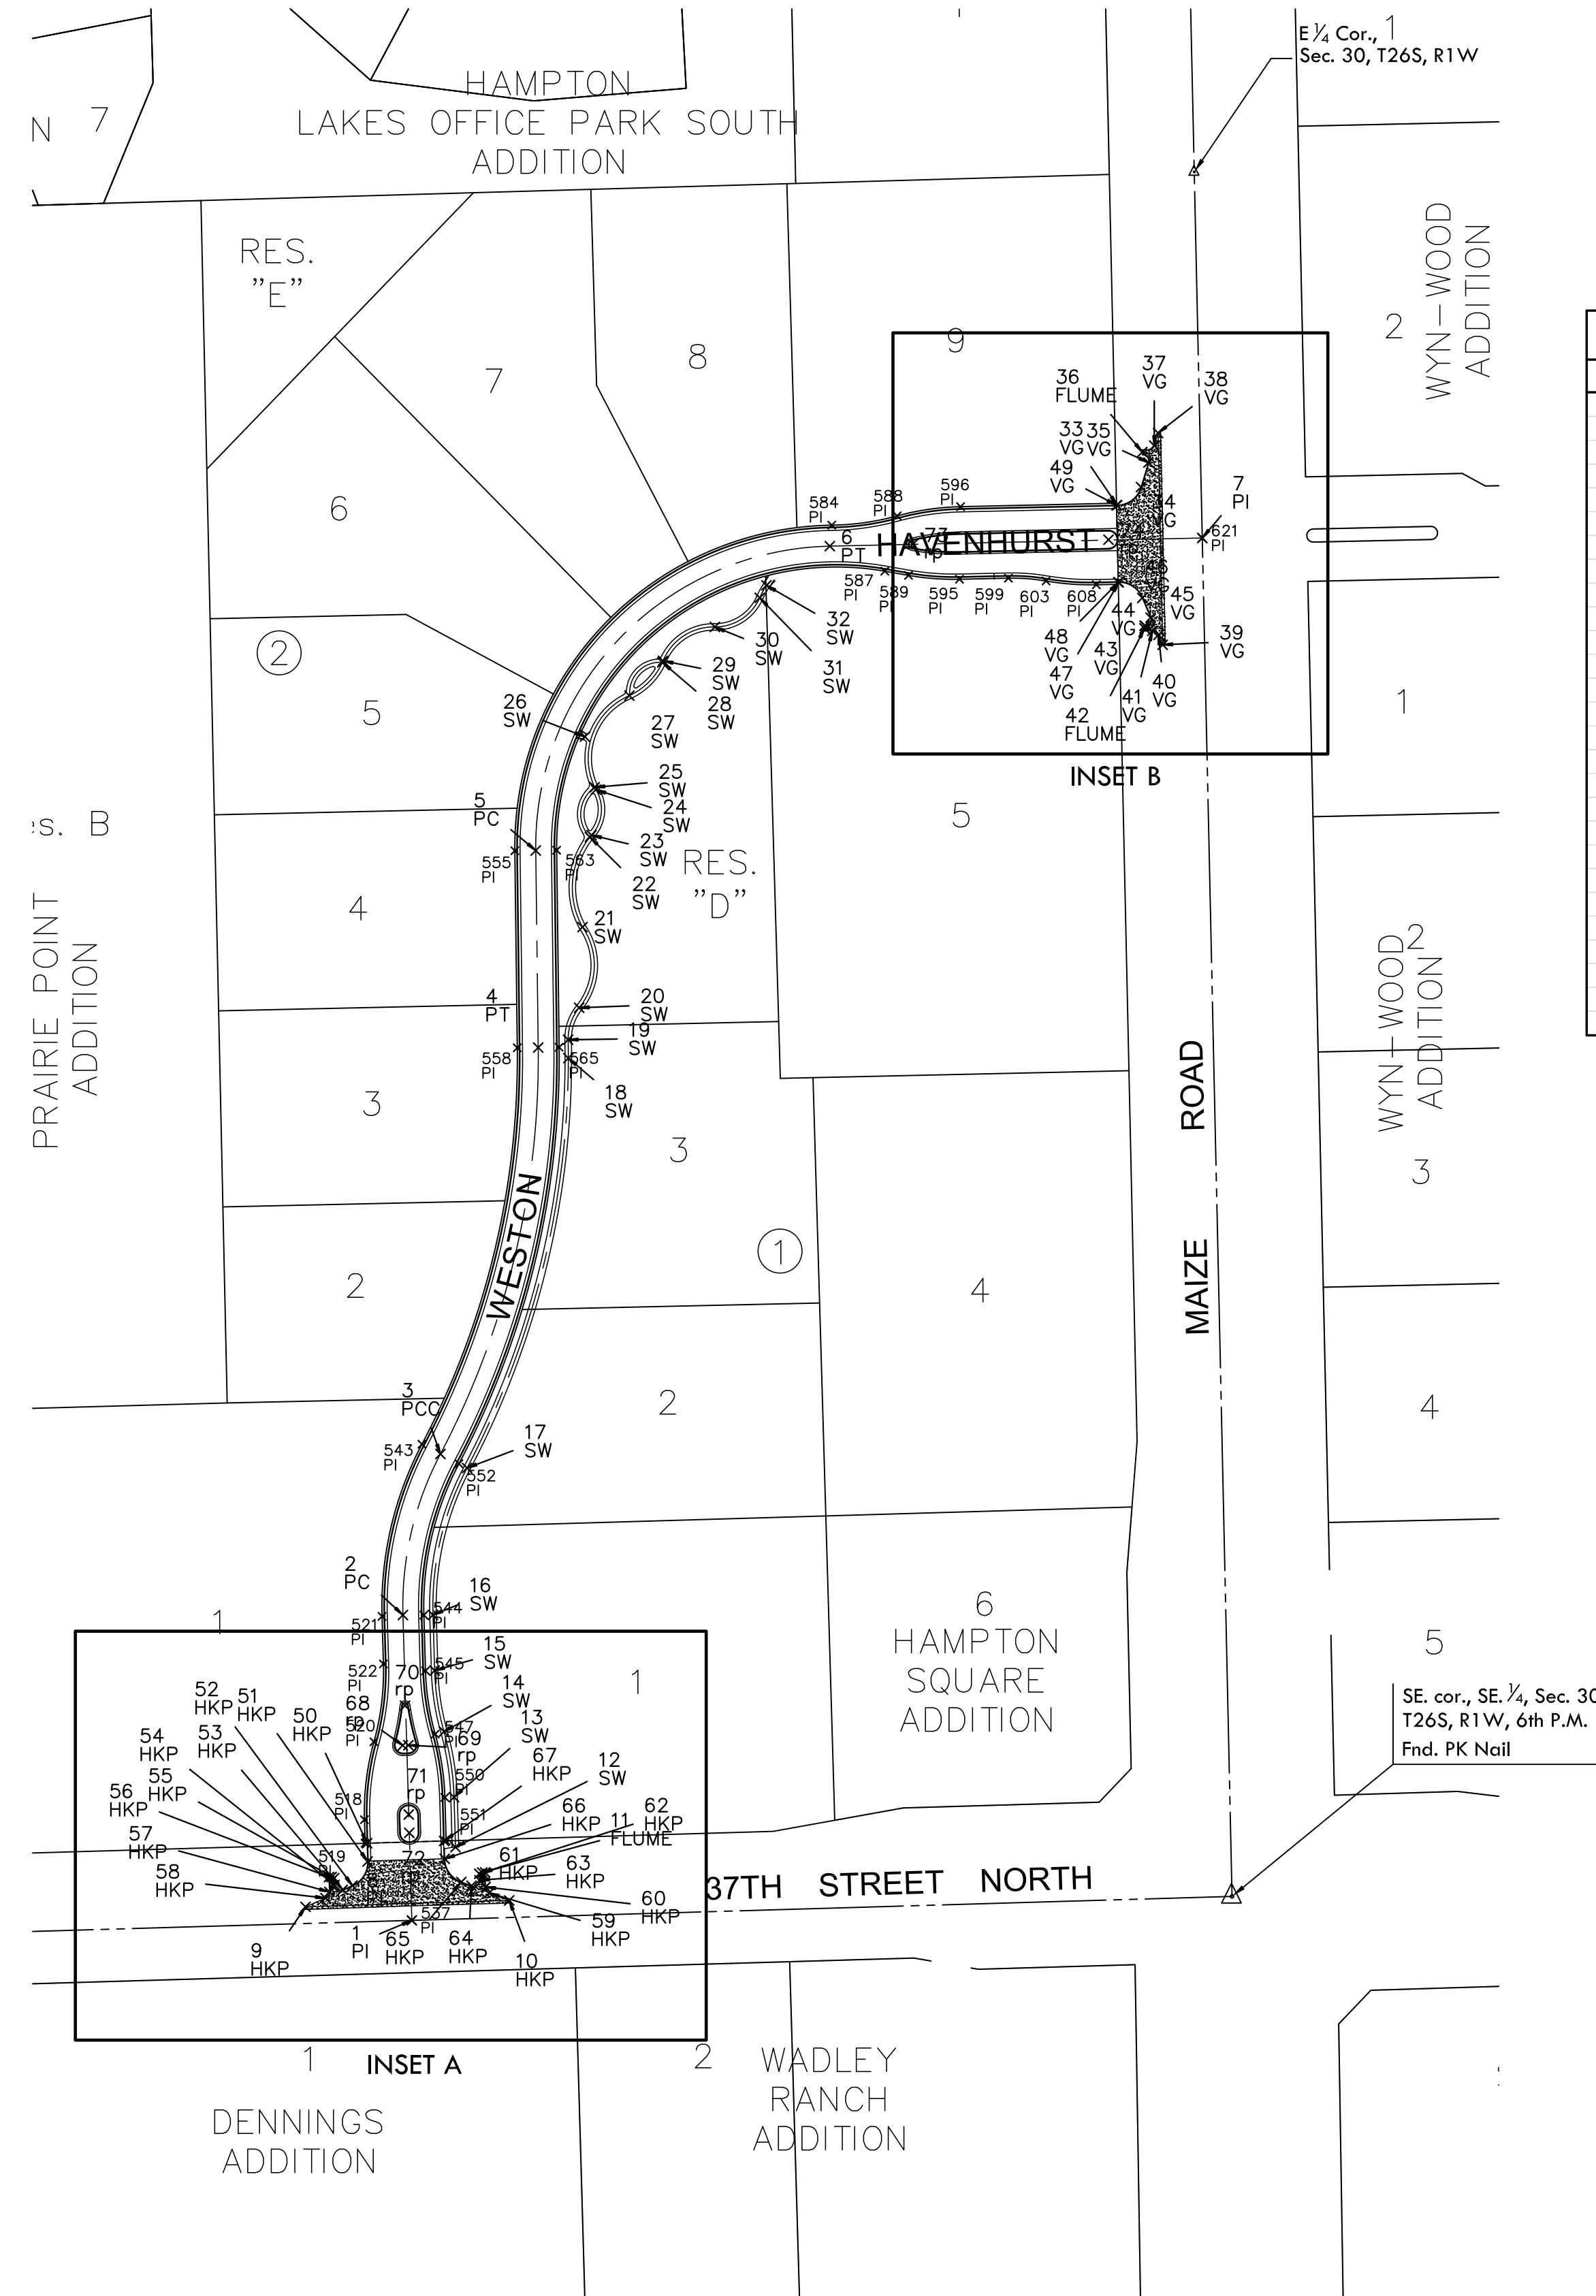 E ¼ Cor., 1
Sec. 30, T26S, R1W
HAMPTON
LAKES OFFICE PARK SOUTH
ADDITION
N 7
RES.
"E"
7
8
9
6
5
4
3
2
2
WYN-WOOD
ADDITION
2
36
FLUME
37
VG
38
VG
33
VG
35
VG
49
VG
7
PI
621
PI
584
PI
588
PI
596
PI
6
PT
HAVENHURST
587
PI
589
PI
595
PI
599
PI
603
PI
608
PI
44
VG
45
VG
48
VG
43
VG
39
VG
47
VG
41
VG
40
VG
42
FLUME
INSET B
32
SW
30
SW
31
SW
29
SW
28
SW
27
SW
26
SW
25
SW
24
SW
23
SW
22
SW
21
SW
20
SW
19
SW
18
SW
5
PC
555
PI
563
PI
RES.
"D"
4
PT
558
PI
565
PI
5
1
B
PRAIRIE POINT
ADDITION
WESTON
3
1
2
4
MAIZE ROAD
WYN-WOOD
ADDITION
2
3
4
5
3
PCC
543
PI
17
SW
552
PI
2
PC
16
SW
544
PI
521
PI
1
6
HAMPTON
SQUARE
ADDITION
1
15
SW
545
PI
522
PI
70
rp
14
SW
68
rp
520
PI
547
PI
69
rp
13
SW
52
HKP
51
HKP
50
HKP
54
HKP
53
HKP
55
HKP
56
HKP
57
HKP
58
HKP
67
HKP
12
SW
71
rp
550
PI
518
PI
551
PI
66
HKP
11
FLUME
62
HKP
519
PI
72
61
HKP
63
HKP
60
HKP
59
HKP
537
PI
1
PI
65
HKP
64
HKP
9
HKP
10
HKP
37TH STREET NORTH
SE. cor., SE. ¼, Sec. 30
T26S, R1W, 6th P.M.
Fnd. PK Nail
INSET A
1
2
DENNINGS
ADDITION
WADLEY
RANCH
ADDITION